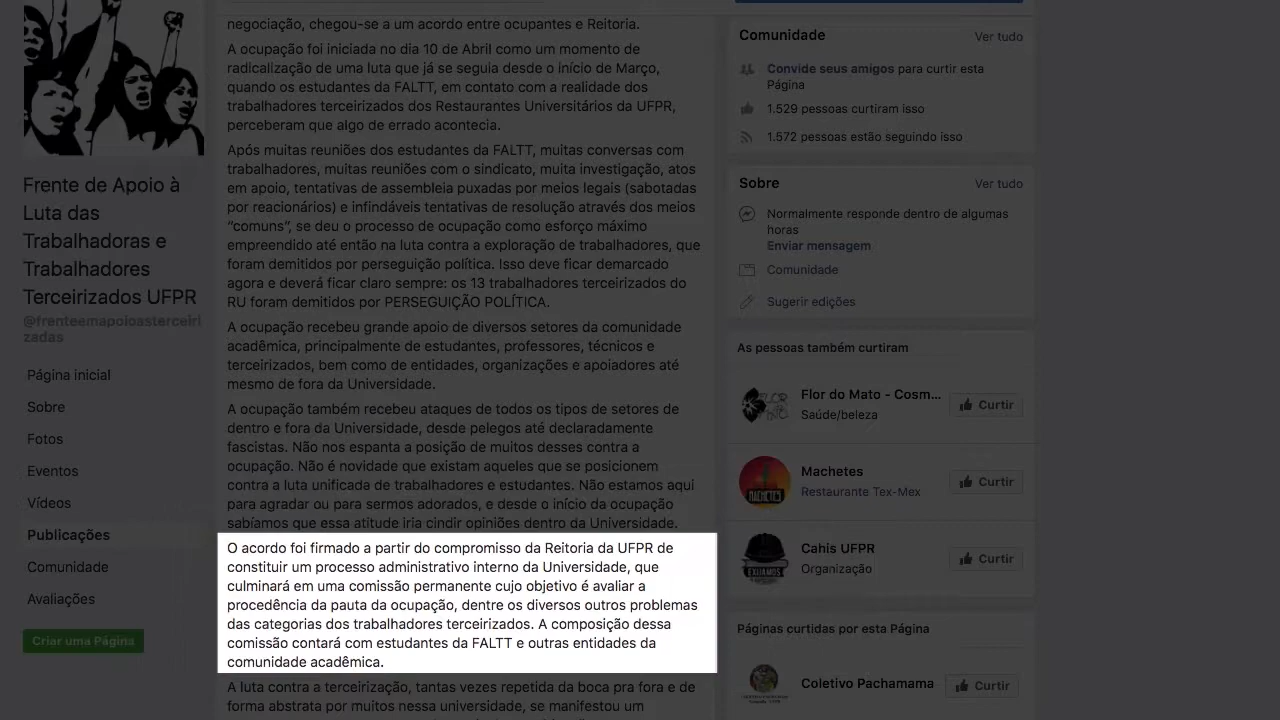 Frente de Apoio à
Luta das
Trabalhadoras e
Trabalhadores
Terceirizados UFPR
@frenteemapoioasterceiri
zadas
Página inicial
Sobre
Fotos
Eventos
Vídeos
Publicações
Comunidade
Avaliações
Criar uma Página
negociação, chegou-se a um acordo entre ocupantes e Reitoria.
A ocupação foi iniciada no dia 10 de Abril como um momento de
radicalização de uma luta que já se seguia desde o início de Março,
quando os estudantes da FALTT, em contato com a realidade dos
trabalhadores terceirizados dos Restaurantes Universitários da UFPR,
perceberam que algo de errado acontecia.
Após muitas reuniões dos estudantes da FALTT, muitas conversas com
trabalhadores, muitas reuniões com o sindicato, muita investigação, atos
em apoio, tentativas de assembleia puxadas por meios legais (sabotadas
por reacionários) e infindáveis tentativas de resolução através dos meios
“comuns”, se deu o processo de ocupação como esforço máximo
empreendido até então na luta contra a exploração de trabalhadores, que
foram demitidos por perseguição política. Isso deve ficar demarcado
agora e deverá ficar claro sempre: os 13 trabalhadores terceirizados do
RU foram demitidos por PERSEGUIÇÃO POLÍTICA.
A ocupação recebeu grande apoio de diversos setores da comunidade
acadêmica, principalmente de estudantes, professores, técnicos e
terceirizados, bem como de entidades, organizações e apoiadores até
mesmo de fora da Universidade.
A ocupação também recebeu ataques de todos os tipos de setores de
dentro e fora da Universidade, desde pelegos até declaradamente
fascistas. Não nos espanta a posição de muitos desses contra a
ocupação. Não é novidade que existam aqueles que se posicionem
contra a luta unificada de trabalhadores e estudantes. Não estamos aqui
para agradar ou para sermos adorados, e desde o início da ocupação
sabíamos que essa atitude iria cindir opiniões dentro da Universidade.
O acordo foi firmado a partir do compromisso da Reitoria da UFPR de
constituir um processo administrativo interno da Universidade, que
culminará em uma comissão permanente cujo objetivo é avaliar a
procedência da pauta da ocupação, dentre os diversos outros problemas
das categorias dos trabalhadores terceirizados. A composição dessa
comissão contará com estudantes da FALTT e outras entidades da
comunidade acadêmica.
A luta contra a terceirização, tantas vezes repetida da boca pra fora e de
forma abstrata por muitos nessa universidade, se manifestou um
Comunidade Ver tudo
Convide seus amigos para curtir esta
Página
1.529 pessoas curtiram isso
1.572 pessoas estão seguindo isso
Sobre Ver tudo
Normalmente responde dentro de algumas
horas
Enviar mensagem
Comunidade
Sugerir edições
As pessoas também curtiram
Flor do Mato - Cosm... Curtir
Saúde/beleza
Machetes Curtir
Restaurante Tex-Mex
MACHETES
Cahis UFPR Curtir
Organização
Páginas curtidas por esta Página
Coletivo Pachamama Curtir